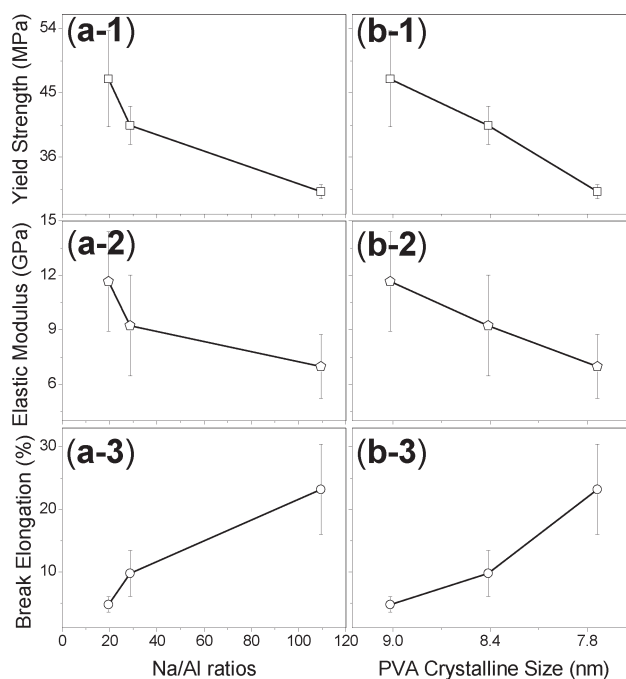 (a-1)
(b-1)
Yield Strength (MPa)
54
45
36
(a-2)
(b-2)
Elastic Modulus (GPa)
15
12
9
6
(a-3)
(b-3)
Break Elongation (%)
30
20
10
0 20 40 60 80 100 120
9.0 8.4 7.8
Na/Al ratios
PVA Crystalline Size (nm)